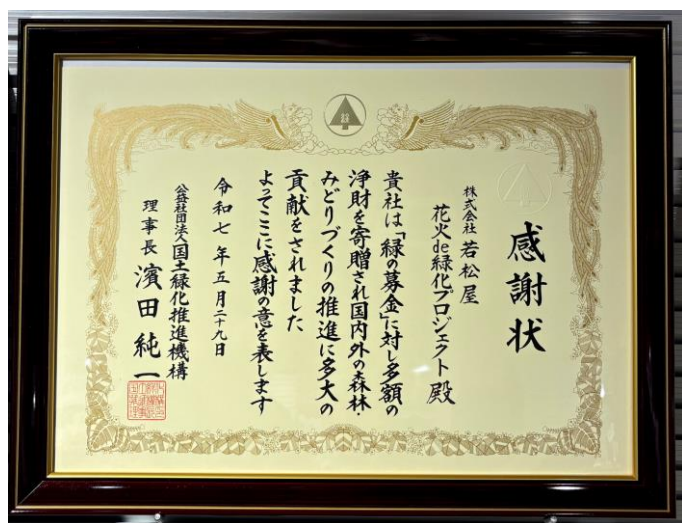 感謝状
株式会社 若松屋
花火de緑化プロジェクト 殿
貴社は「緑の募金」に対し多額の
浄財を寄贈され国内外の森林・
みどりづくりの推進に多大の
貢献をされました
よってここに感謝の意を表します
令和七年五月二十九日
公益社団法人国土緑化推進機構
理事長 濱田純一